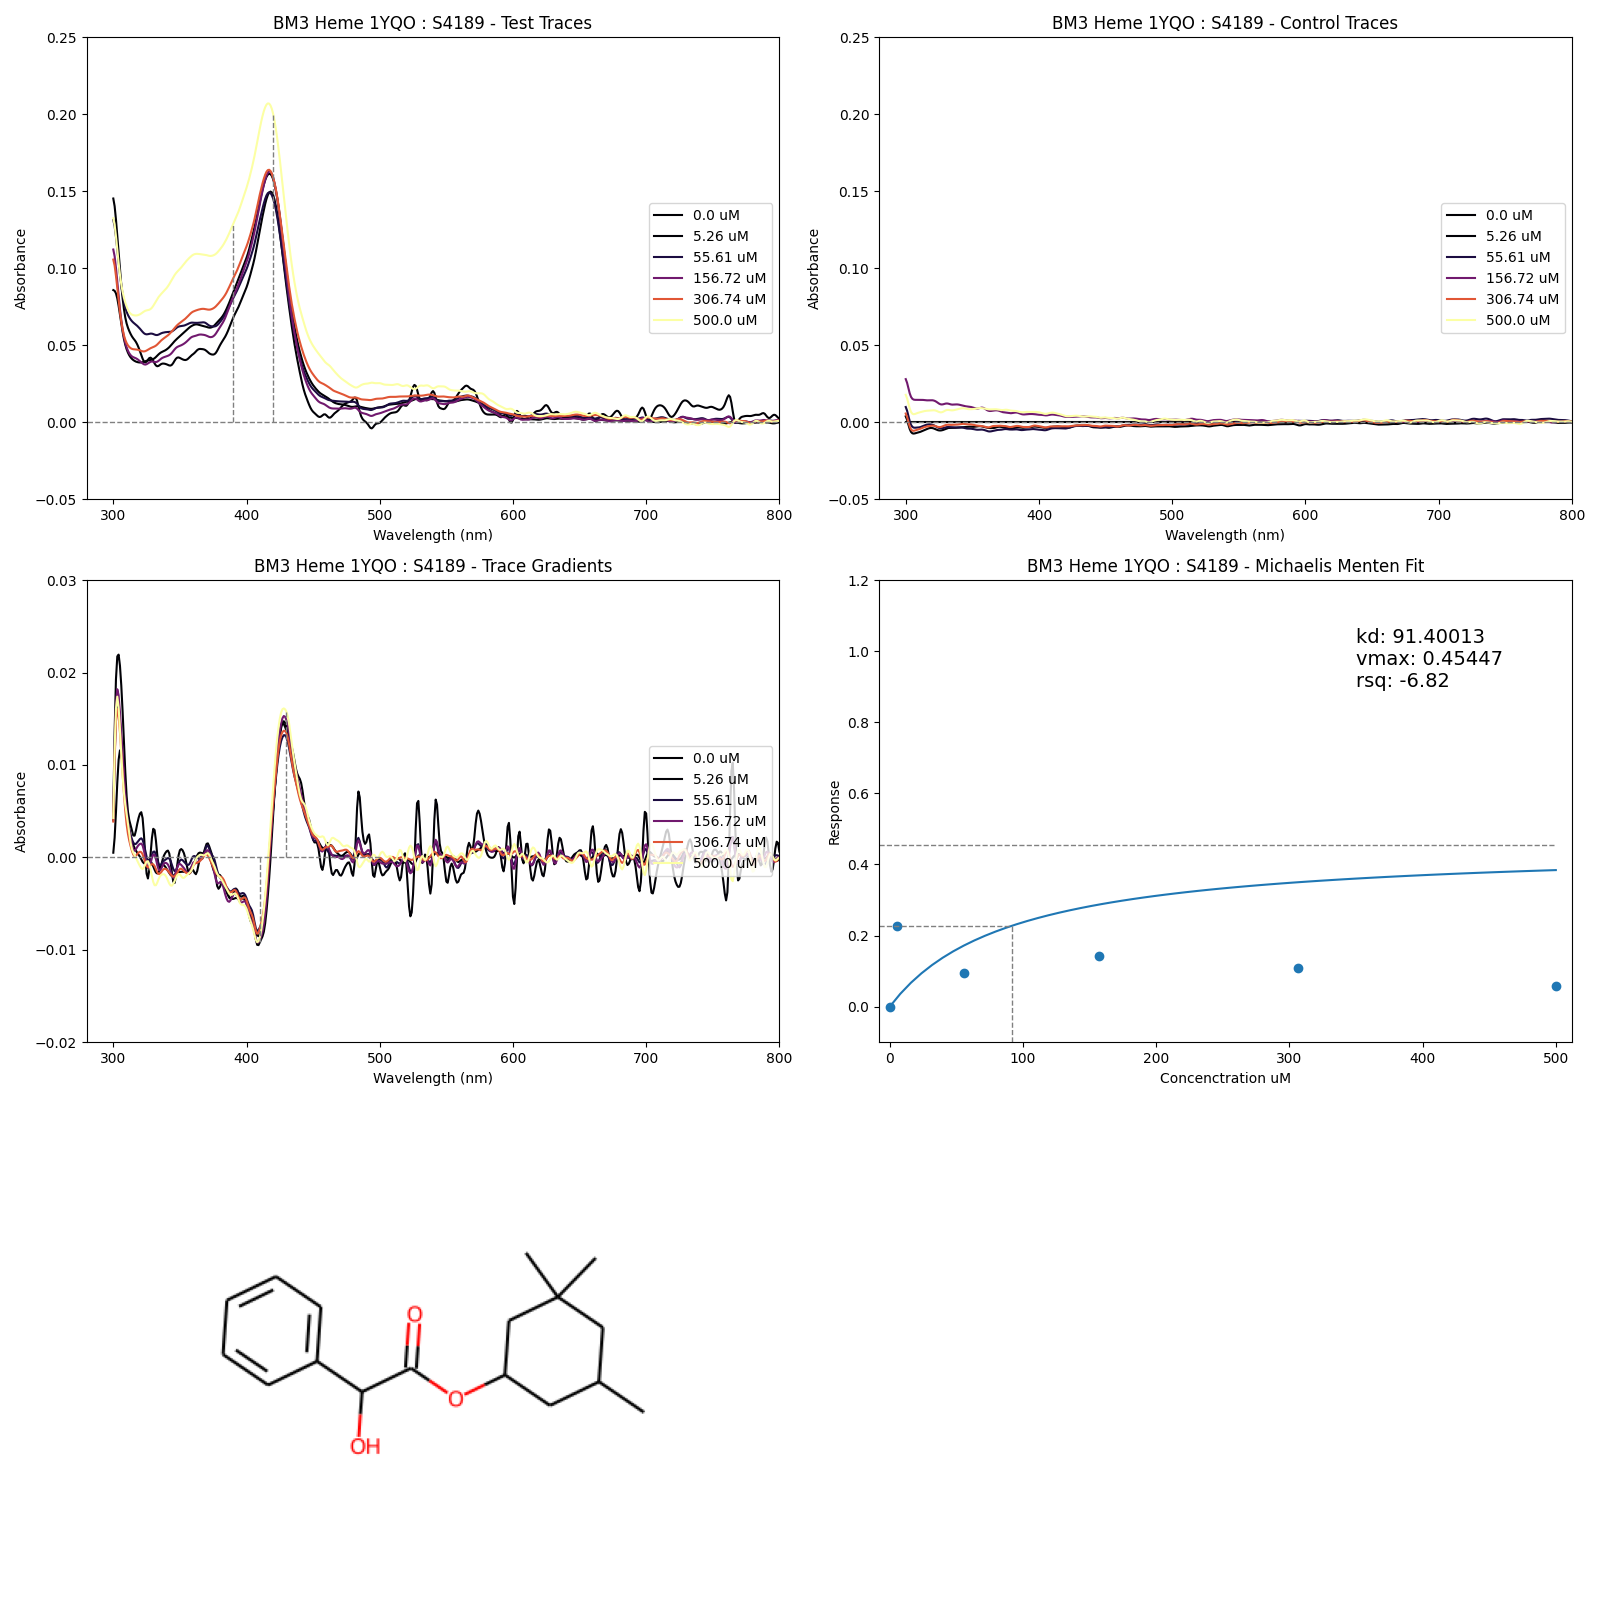 BM3 Heme 1YQO : S4189 - Test Traces
0.25
0.20
0.15
0.10
0.05
0.00
−0.05
Absorbance
300
400
500
600
700
800
Wavelength (nm)
0.0 uM
5.26 uM
55.61 uM
156.72 uM
306.74 uM
500.0 uM
BM3 Heme 1YQO : S4189 - Control Traces
0.25
0.20
0.15
0.10
0.05
0.00
−0.05
Absorbance
300
400
500
600
700
800
Wavelength (nm)
0.0 uM
5.26 uM
55.61 uM
156.72 uM
306.74 uM
500.0 uM
BM3 Heme 1YQO : S4189 - Trace Gradients
0.03
0.02
0.01
0.00
−0.01
−0.02
Absorbance
300
400
500
600
700
800
Wavelength (nm)
0.0 uM
5.26 uM
55.61 uM
156.72 uM
306.74 uM
500.0 uM
BM3 Heme 1YQO : S4189 - Michaelis Menten Fit
1.2
1.0
0.8
0.6
0.4
0.2
0.0
Response
kd: 91.40013
vmax: 0.45447
rsq: -6.82
0
100
200
300
400
500
Concenctration uM
O
O
OH